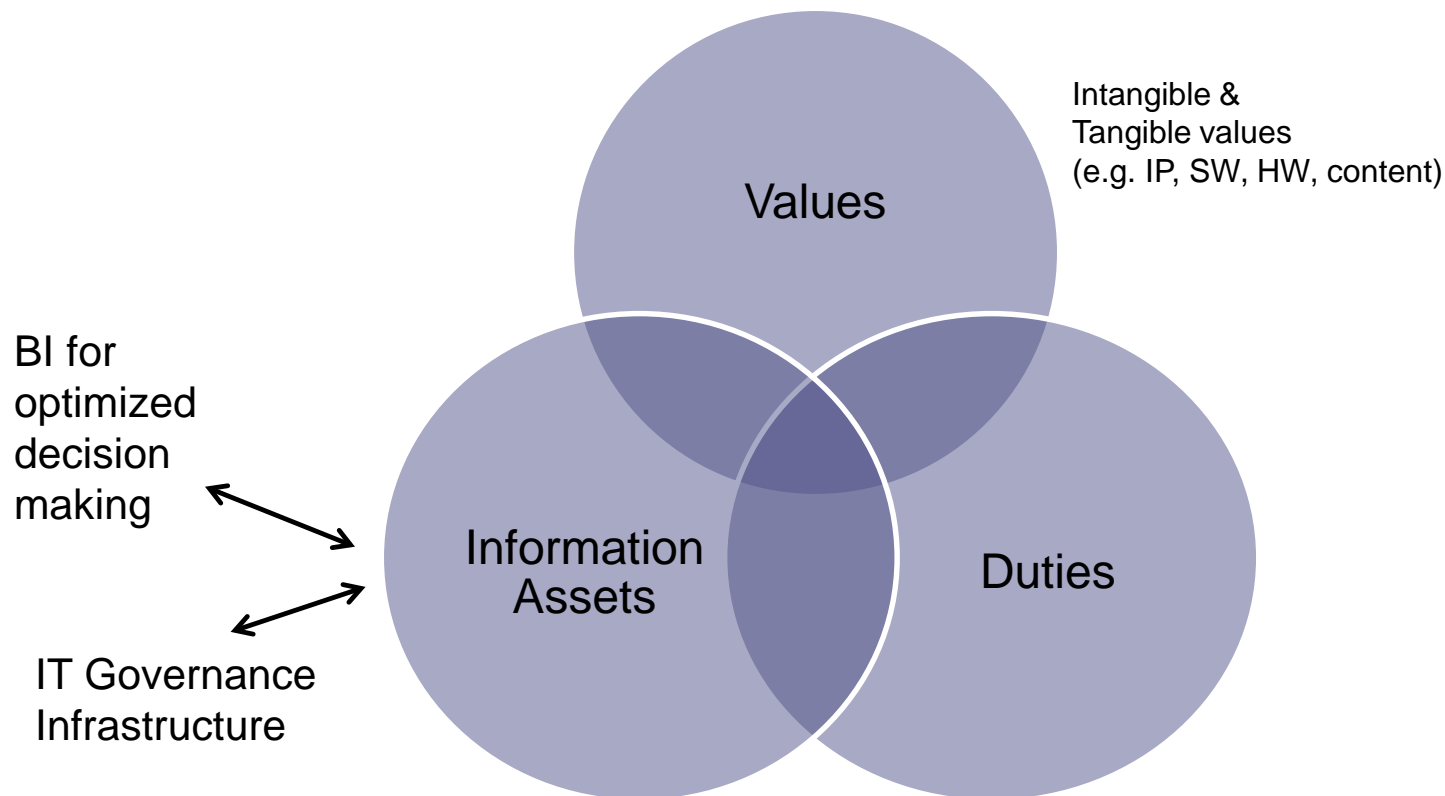 Intangible &
Tangible values
(e.g. IP, SW, HW, content)
Values
BI for
optimized
decision
making
Information
Assets
Duties
IT Governance
Infrastructure